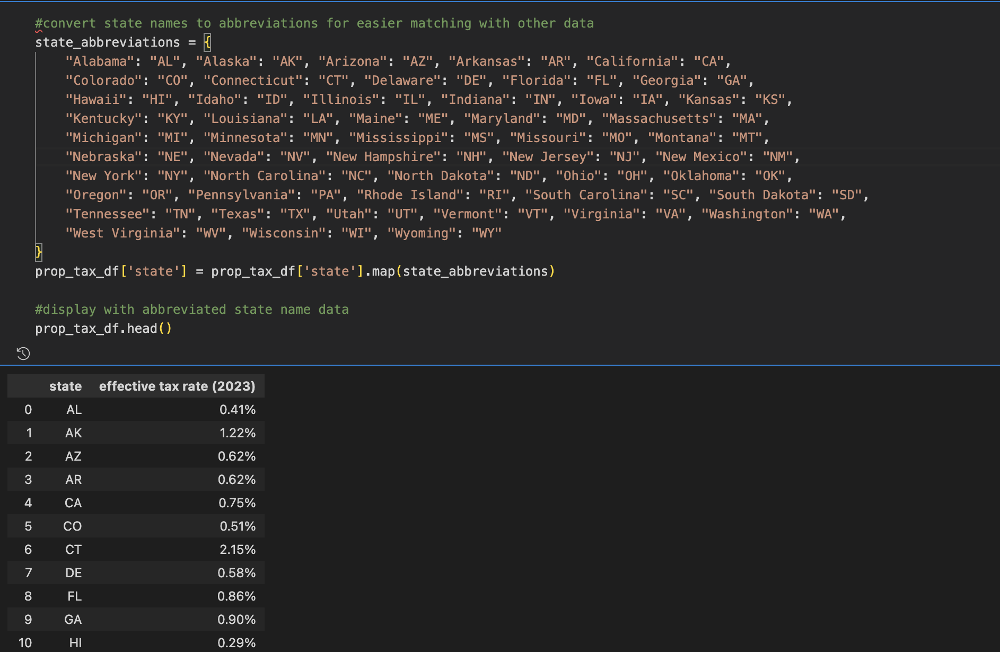 #convert state names to abbreviations for easier matching with other data
state_abbreviations = {
    "Alabama": "AL", "Alaska": "AK", "Arizona": "AZ", "Arkansas": "AR", "California": "CA",
    "Colorado": "CO", "Connecticut": "CT", "Delaware": "DE", "Florida": "FL", "Georgia": "GA",
    "Hawaii": "HI", "Idaho": "ID", "Illinois": "IL", "Indiana": "IN", "Iowa": "IA", "Kansas": "KS",
    "Kentucky": "KY", "Louisiana": "LA", "Maine": "ME", "Maryland": "MD", "Massachusetts": "MA",
    "Michigan": "MI", "Minnesota": "MN", "Mississippi": "MS", "Missouri": "MO", "Montana": "MT",
    "Nebraska": "NE", "Nevada": "NV", "New Hampshire": "NH", "New Jersey": "NJ", "New Mexico": "NM",
    "New York": "NY", "North Carolina": "NC", "North Dakota": "ND", "Ohio": "OH", "Oklahoma": "OK",
    "Oregon": "OR", "Pennsylvania": "PA", "Rhode Island": "RI", "South Carolina": "SC", "South Dakota": "SD",
    "Tennessee": "TN", "Texas": "TX", "Utah": "UT", "Vermont": "VT", "Virginia": "VA", "Washington": "WA",
    "West Virginia": "WV", "Wisconsin": "WI", "Wyoming": "WY"
}
prop_tax_df['state'] = prop_tax_df['state'].map(state_abbreviations)
#display with abbreviated state name data
prop_tax_df.head()
state effective tax rate (2023)
0 AL 0.41%
1 AK 1.22%
2 AZ 0.62%
3 AR 0.62%
4 CA 0.75%
5 CO 0.51%
6 CT 2.15%
7 DE 0.58%
8 FL 0.86%
9 GA 0.90%
10 HI 0.29%